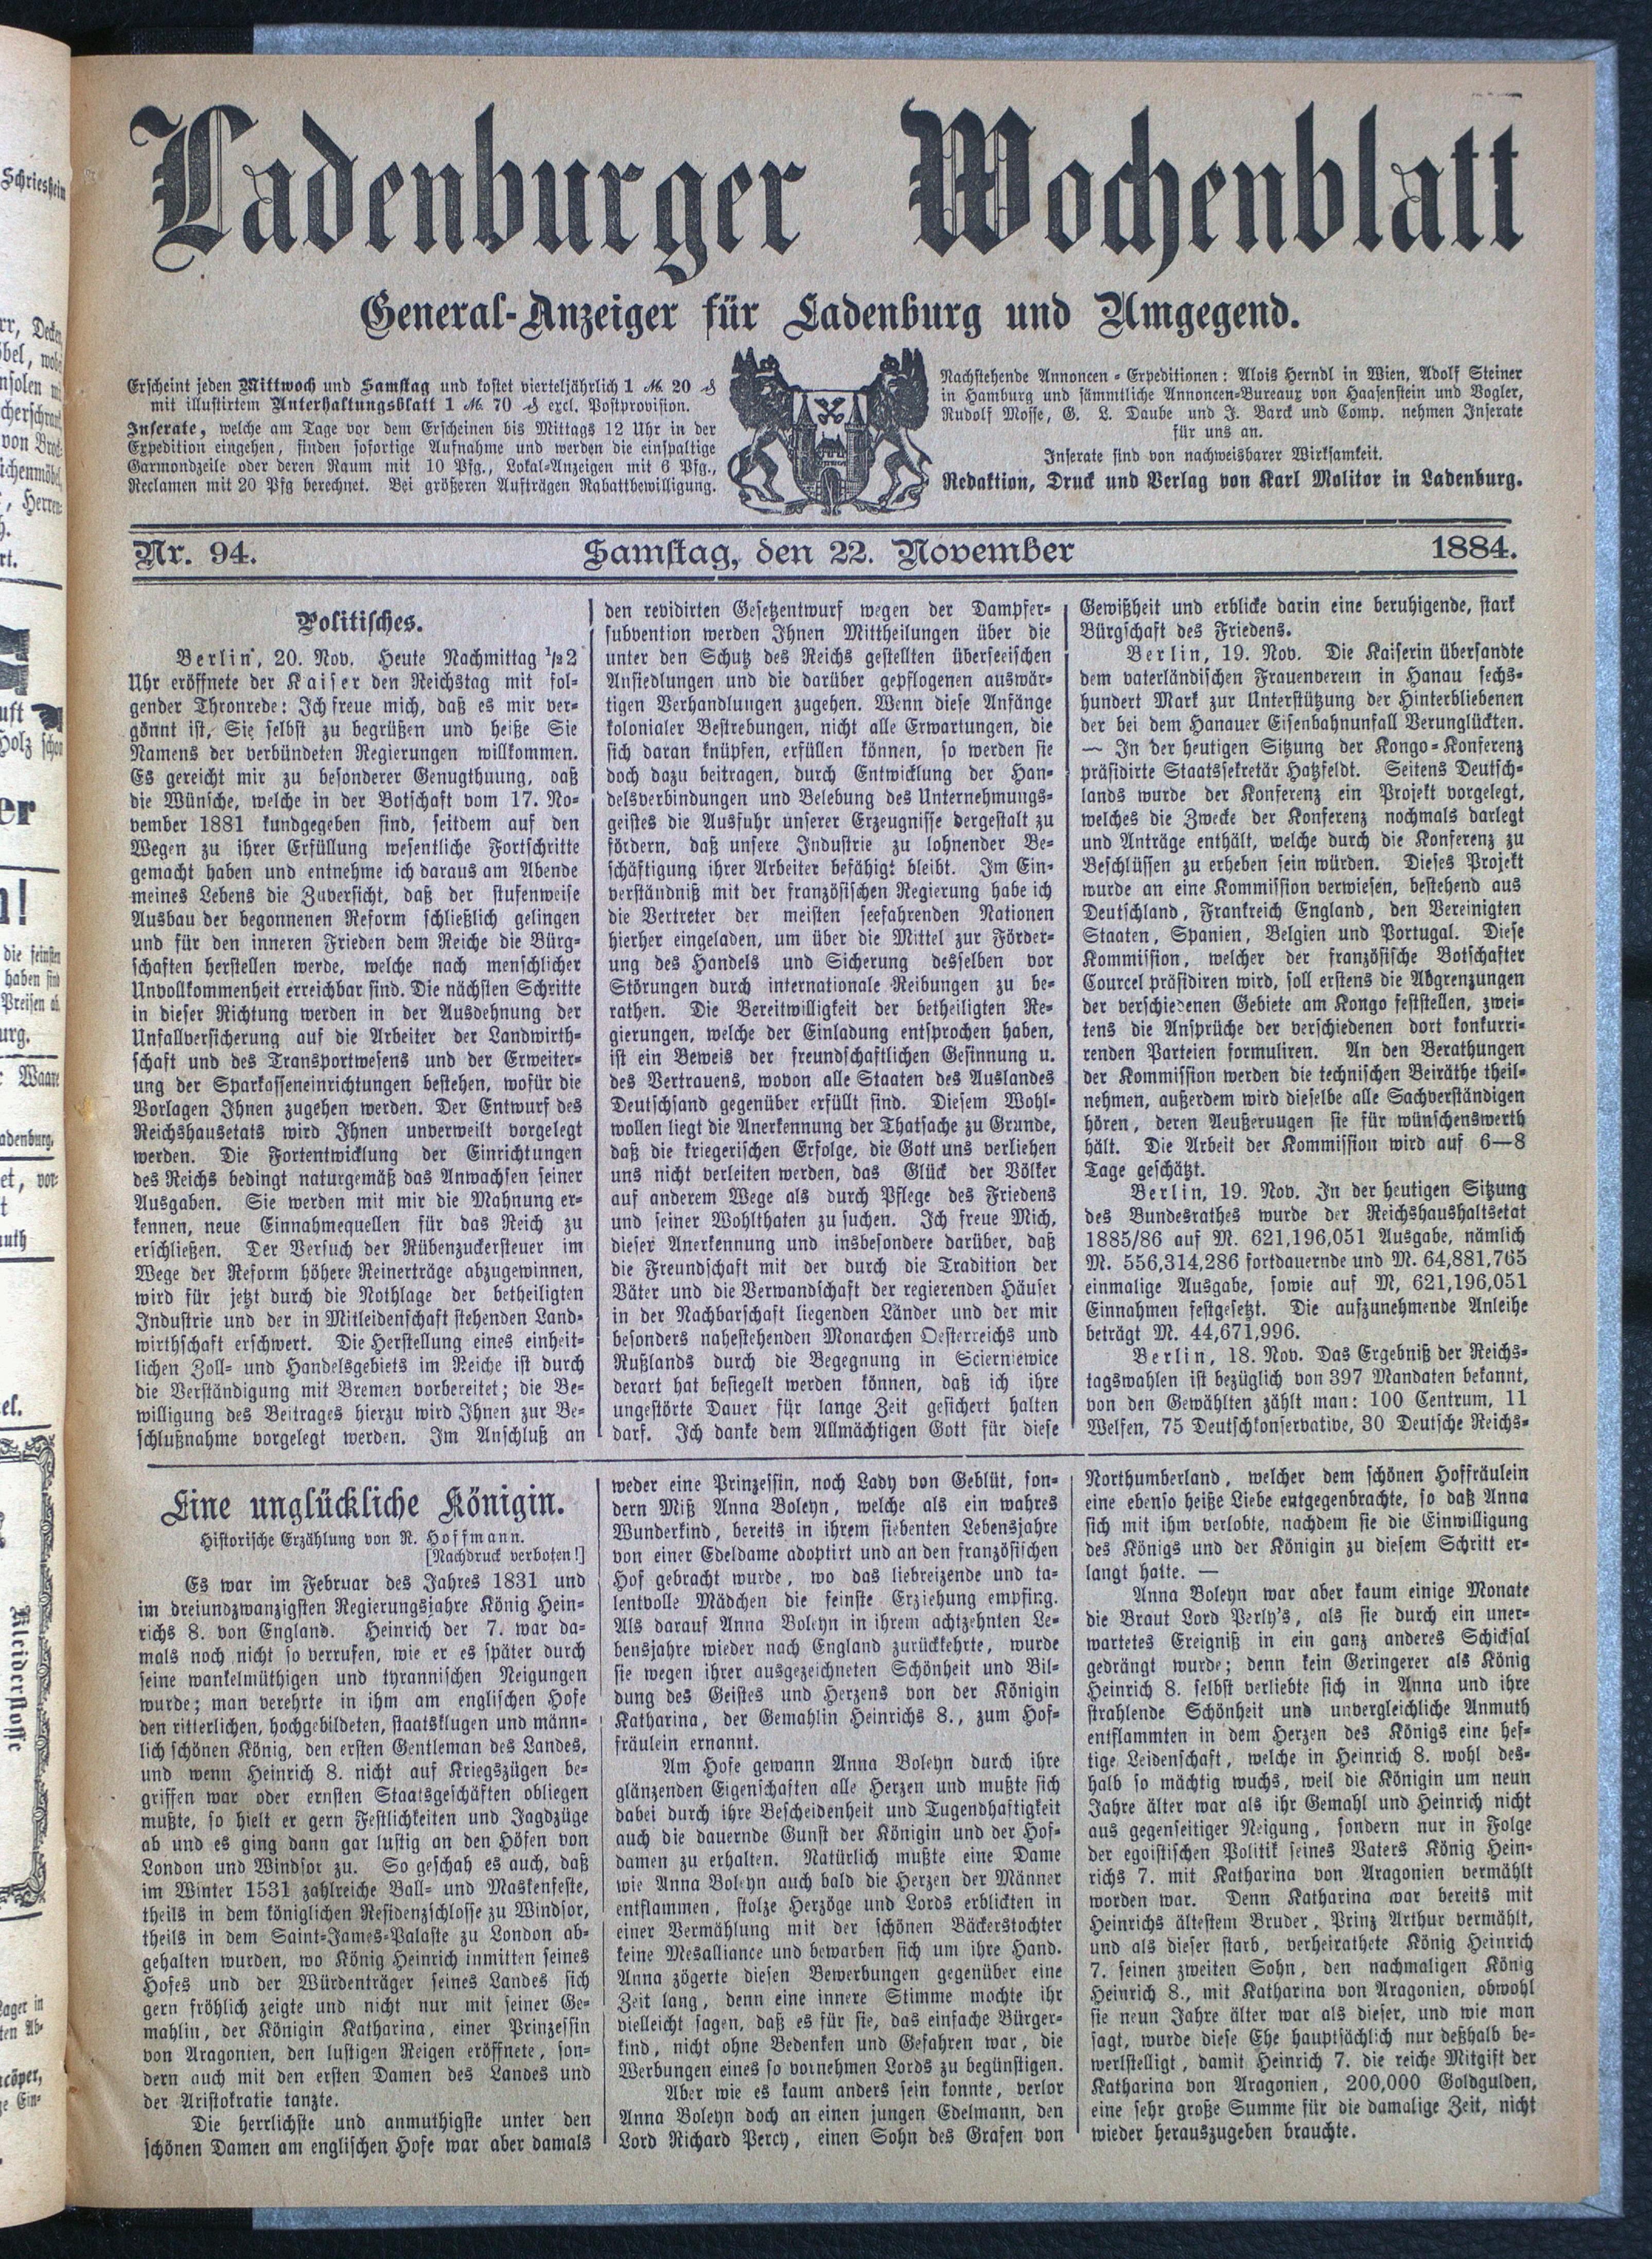 Ladenburger Wochenblatt
General-Anzeiger für Ladenburg und Umgegend.
Erscheint jeden Mittwoch und Samstag und kostet vierteljährlich 1 M. 20 ₰
mit illustrirtem Unterhaltungsblatt 1 M. 70 ₰ excl. Postprovision.
Inserate, welche am Tage vor dem Erscheinen bis Mittags 12 Uhr in der
Expedition eingehen, finden sofortige Aufnahme und werden die einspaltige
Garmondzeile oder deren Raum mit 10 Pfg., Lokal-Anzeigen mit 6 Pfg.,
Reclamen mit 20 Pfg berechnet. Bei größeren Aufträgen Rabattbewilligung.
Nachstehende Annoncen-Expeditionen: Alois Herndl in Wien, Adolf Steiner
in Hamburg und sämmtliche Annoncen-Bureaux von Haasenstein und Vogler,
Rudolf Mosse, G. L. Daube und J. Barck und Comp. nehmen Inserate
für uns an.
Inserate sind von nachweisbarer Wirksamkeit.
Redaktion, Druck und Verlag von Karl Molitor in Ladenburg.
Nr. 94. Samstag, den 22. November 1884.
Politisches.
Berlin, 20. Nov. Heute Nachmittag ½2
Uhr eröffnete der Kaiser den Reichstag mit fol-
gender Thronrede: Ich freue mich, daß es mir ver-
gönnt ist, Sie selbst zu begrüßen und heiße Sie
Namens der verbündeten Regierungen willkommen.
Es gereicht mir zu besonderer Genugthuung, daß
die Wünsche, welche in der Botschaft vom 17. No-
vember 1881 kundgegeben sind, seitdem auf den
Wegen zu ihrer Erfüllung wesentliche Fortschritte
gemacht haben und entnehme ich daraus am Abende
meines Lebens die Zuversicht, daß der stufenweise
Ausbau der begonnenen Reform schließlich gelingen
und für den inneren Frieden dem Reiche die Bürg-
schaften herstellen werde, welche nach menschlicher
Unvollkommenheit erreichbar sind. Die nächsten Schritte
in dieser Richtung werden in der Ausdehnung der
Unfallversicherung auf die Arbeiter der Landwirth-
schaft und des Transportwesens und der Erweiter-
ung der Sparkasseneinrichtungen bestehen, wofür die
Vorlagen Ihnen zugehen werden. Der Entwurf des
Reichshausetats wird Ihnen unverweilt vorgelegt
werden. Die Fortentwicklung der Einrichtungen
des Reichs bedingt naturgemäß das Anwachsen seiner
Ausgaben. Sie werden mit mir die Mahnung er-
kennen, neue Einnahmequellen für das Reich zu
erschließen. Der Versuch der Rübenzuckersteuer im
Wege der Reform höhere Reinerträge abzugewinnen,
wird für jetzt durch die Nothlage der betheiligten
Industrie und der in Mitleidenschaft stehenden Land-
wirthschaft erschwert. Die Herstellung eines einheit-
lichen Zoll- und Handelsgebiets im Reiche ist durch
die Verständigung mit Bremen vorbereitet; die Be-
willigung des Beitrages hierzu wird Ihnen zur Be-
schlußnahme vorgelegt werden. Im Anschluß an
den revidirten Gesetzentwurf wegen der Dampfer-
subvention werden Ihnen Mittheilungen über die
unter den Schutz des Reichs gestellten überseeischen
Ansiedlungen und die darüber gepflogenen auswär-
tigen Verhandlungen zugehen. Wenn diese Anfänge
kolonialer Bestrebungen, nicht alle Erwartungen, die
sich daran knüpfen, erfüllen können, so werden sie
doch dazu beitragen, durch Entwicklung der Han-
delsverbindungen und Belebung des Unternehmungs-
geistes die Ausfuhr unserer Erzeugnisse dergestalt zu
fördern, daß unsere Industrie zu lohnender Be-
schäftigung ihrer Arbeiter befähigt bleibt. Im Ein-
verständniß mit der französischen Regierung habe ich
die Vertreter der meisten seefahrenden Nationen
hierher eingeladen, um über die Mittel zur Förder-
ung des Handels und Sicherung desselben vor
Störungen durch internationale Reibungen zu be-
rathen. Die Bereitwilligkeit der betheiligten Re-
gierungen, welche der Einladung entsprochen haben,
ist ein Beweis der freundschaftlichen Gesinnung u.
des Vertrauens, wovon alle Staaten des Auslandes
Deutschsand gegenüber erfüllt sind. Diesem Wohl-
wollen liegt die Anerkennung der Thatsache zu Grunde,
daß die kriegerischen Erfolge, die Gott uns verliehen
uns nicht verleiten werden, das Glück der Völker
auf anderem Wege als durch Pflege des Friedens
und seiner Wohlthaten zu suchen. Ich freue Mich,
dieser Anerkennung und insbesondere darüber, daß
die Freundschaft mit der durch die Tradition der
Väter und die Verwandschaft der regierenden Häuser
in der Nachbarschaft liegenden Länder und der mir
besonders nahestehenden Monarchen Oesterreichs und
Rußlands durch die Begegnung in Scierniewice
derart hat besiegelt werden können, daß ich ihre
ungestörte Dauer für lange Zeit gesichert halten
darf. Ich danke dem Allmächtigen Gott für diese
Gewißheit und erblicke darin eine beruhigende, stark
Bürgschaft des Friedens.
Berlin, 19. Nov. Die Kaiserin übersandte
dem vaterländischen Frauenverein in Hanau sechs-
hundert Mark zur Unterstützung der Hinterbliebenen
der bei dem Hanauer Eisenbahnunfall Verunglückten.
— In der heutigen Sitzung der Kongo-Konferenz
präsidirte Staatssekretär Hatzfeldt. Seitens Deutsch-
lands wurde der Konferenz ein Projekt vorgelegt,
welches die Zwecke der Konferenz nochmals darlegt
und Anträge enthält, welche durch die Konferenz zu
Beschlüssen zu erheben sein würden. Dieses Projekt
wurde an eine Kommission verwiesen, bestehend aus
Deutschland, Frankreich England, den Vereinigten
Staaten, Spanien, Belgien und Portugal. Diese
Kommission, welcher der französische Botschafter
Courcel präsidiren wird, soll erstens die Abgrenzungen
der verschiedenen Gebiete am Kongo feststellen, zwei-
tens die Ansprüche der verschiedenen dort konkurri-
renden Parteien formuliren. An den Berathungen
der Kommission werden die technischen Beiräthe theil-
nehmen, außerdem wird dieselbe alle Sachverständigen
hören, deren Aeußeruugen sie für wünschenswerth
hält. Die Arbeit der Kommission wird auf 6—8
Tage geschätzt.
Berlin, 19. Nov. In der heutigen Sitzung
des Bundesrathes wurde der Reichshaushaltsetat
1885/86 auf M. 621,196,051 Ausgabe, nämlich
M. 556,314,286 fortdauernde und M. 64,881,765
einmalige Ausgabe, sowie auf M, 621,196,051
Einnahmen festgesetzt. Die aufzunehmende Anleihe
beträgt M. 44,671,996.
Berlin, 18. Nov. Das Ergebniß der Reichs-
tagswahlen ist bezüglich von 397 Mandaten bekannt,
von den Gewählten zählt man: 100 Centrum, 11
Welfen, 75 Deutschkonservative, 30 Deutsche Reichs-
Eine unglückliche Königin.
Historische Erzählung von R. Hoffmann.
[Nachdruck verboten!]
Es war im Februar des Jahres 1831 und
im dreiundzwanzigsten Regierungsjahre König Hein-
richs 8. von England. Heinrich der 7. war da-
mals noch nicht so verrufen, wie er es später durch
seine wankelmüthigen und tyrannischen Neigungen
wurde; man verehrte in ihm am englischen Hofe
den ritterlichen, hochgebildeten, staatsklugen und männ-
lich schönen König, den ersten Gentleman des Landes,
und wenn Heinrich 8. nicht auf Kriegszügen be-
griffen war oder ernsten Staatsgeschäften obliegen
mußte, so hielt er gern Festlichkeiten und Jagdzüge
ab und es ging dann gar lustig an den Höfen von
London und Windsor zu. So geschah es auch, daß
im Winter 1531 zahlreiche Ball- und Maskenfeste,
theils in dem königlichen Residenzschlosse zu Windsor,
theils in dem Saint-James-Palaste zu London ab-
gehalten wurden, wo König Heinrich inmitten seines
Hofes und der Würdenträger seines Landes sich
gern fröhlich zeigte und nicht nur mit seiner Ge-
mahlin, der Königin Katharina, einer Prinzessin
von Aragonien, den lustigen Reigen eröffnete, son-
dern auch mit den ersten Damen des Landes und
der Aristokratie tanzte.
Die herrlichste und anmuthigste unter den
schönen Damen am englischen Hofe war aber damals
weder eine Prinzessin, noch Lady von Geblüt, son-
dern Miß Anna Boleyn, welche als ein wahres
Wunderkind, bereits in ihrem siebenten Lebensjahre
von einer Edeldame adoptirt und an den französischen
Hof gebracht wurde, wo das liebreizende und ta-
lentvolle Mädchen die feinste Erziehung empfing.
Als darauf Anna Boleyn in ihrem achtzehnten Le-
bensjahre wieder nach England zurückkehrte, wurde
sie wegen ihrer ausgezeichneten Schönheit und Bil-
dung des Geistes und Herzens von der Königin
Katharina, der Gemahlin Heinrichs 8., zum Hof-
fräulein ernannt.
Am Hofe gewann Anna Boleyn durch ihre
glänzenden Eigenschaften alle Herzen und mußte sich
dabei durch ihre Bescheidenheit und Tugendhaftigkeit
auch die dauernde Gunst der Königin und der Hof-
damen zu erhalten. Natürlich mußte eine Dame
wie Anna Boleyn auch bald die Herzen der Männer
entflammen, stolze Herzöge und Lords erblickten in
einer Vermählung mit der schönen Bäckerstochter
keine Mesalliance und bewarben sich um ihre Hand.
Anna zögerte diesen Bewerbungen gegenüber eine
Zeit lang, denn eine innere Stimme mochte ihr
vielleicht sagen, daß es für sie, das einfache Bürger-
kind, nicht ohne Bedenken und Gefahren war, die
Werbungen eines so vornehmen Lords zu begünstigen.
Aber wie es kaum anders sein konnte, verlor
Anna Boleyn doch an einen jungen Edelmann, den
Lord Richard Percy, einen Sohn des Grafen von
Northumberland, welcher dem schönen Hoffräulein
eine ebenso heiße Liebe entgegenbrachte, so daß Anna
sich mit ihm verlobte, nachdem sie die Einwilligung
des Königs und der Königin zu diesem Schritt er-
langt hatte. —
Anna Boleyn war aber kaum einige Monate
die Braut Lord Perly's, als sie durch ein uner-
wartetes Ereigniß in ein ganz anderes Schicksal
gedrängt wurde; denn kein Geringerer als König
Heinrich 8. selbst verliebte sich in Anna und ihre
strahlende Schönheit und unvergleichliche Anmuth
entflammten in dem Herzen des Königs eine hef-
tige Leidenschaft, welche in Heinrich 8. wohl des-
halb so mächtig wuchs, weil die Königin um neun
Jahre älter war als ihr Gemahl und Heinrich nicht
aus gegenseitiger Neigung, sondern nur in Folge
der egoistischen Politik seines Vaters König Hein-
richs 7. mit Katharina von Aragonien vermählt
worden war. Denn Katharina war bereits mit
Heinrichs ältestem Bruder, Prinz Arthur vermählt,
und als dieser starb, verheirathete König Heinrich
7. seinen zweiten Sohn, den nachmaligen König
Heinrich 8., mit Katharina von Aragonien, obwohl
sie neun Jahre älter war als dieser, und wie man
sagt, wurde diese Ehe hauptsächlich nur deßhalb be-
werkstelligt, damit Heinrich 7. die reiche Mitgift der
Katharina von Aragonien, 200,000 Goldgulden,
eine sehr große Summe für die damalige Zeit, nicht
wieder herauszugeben brauchte.